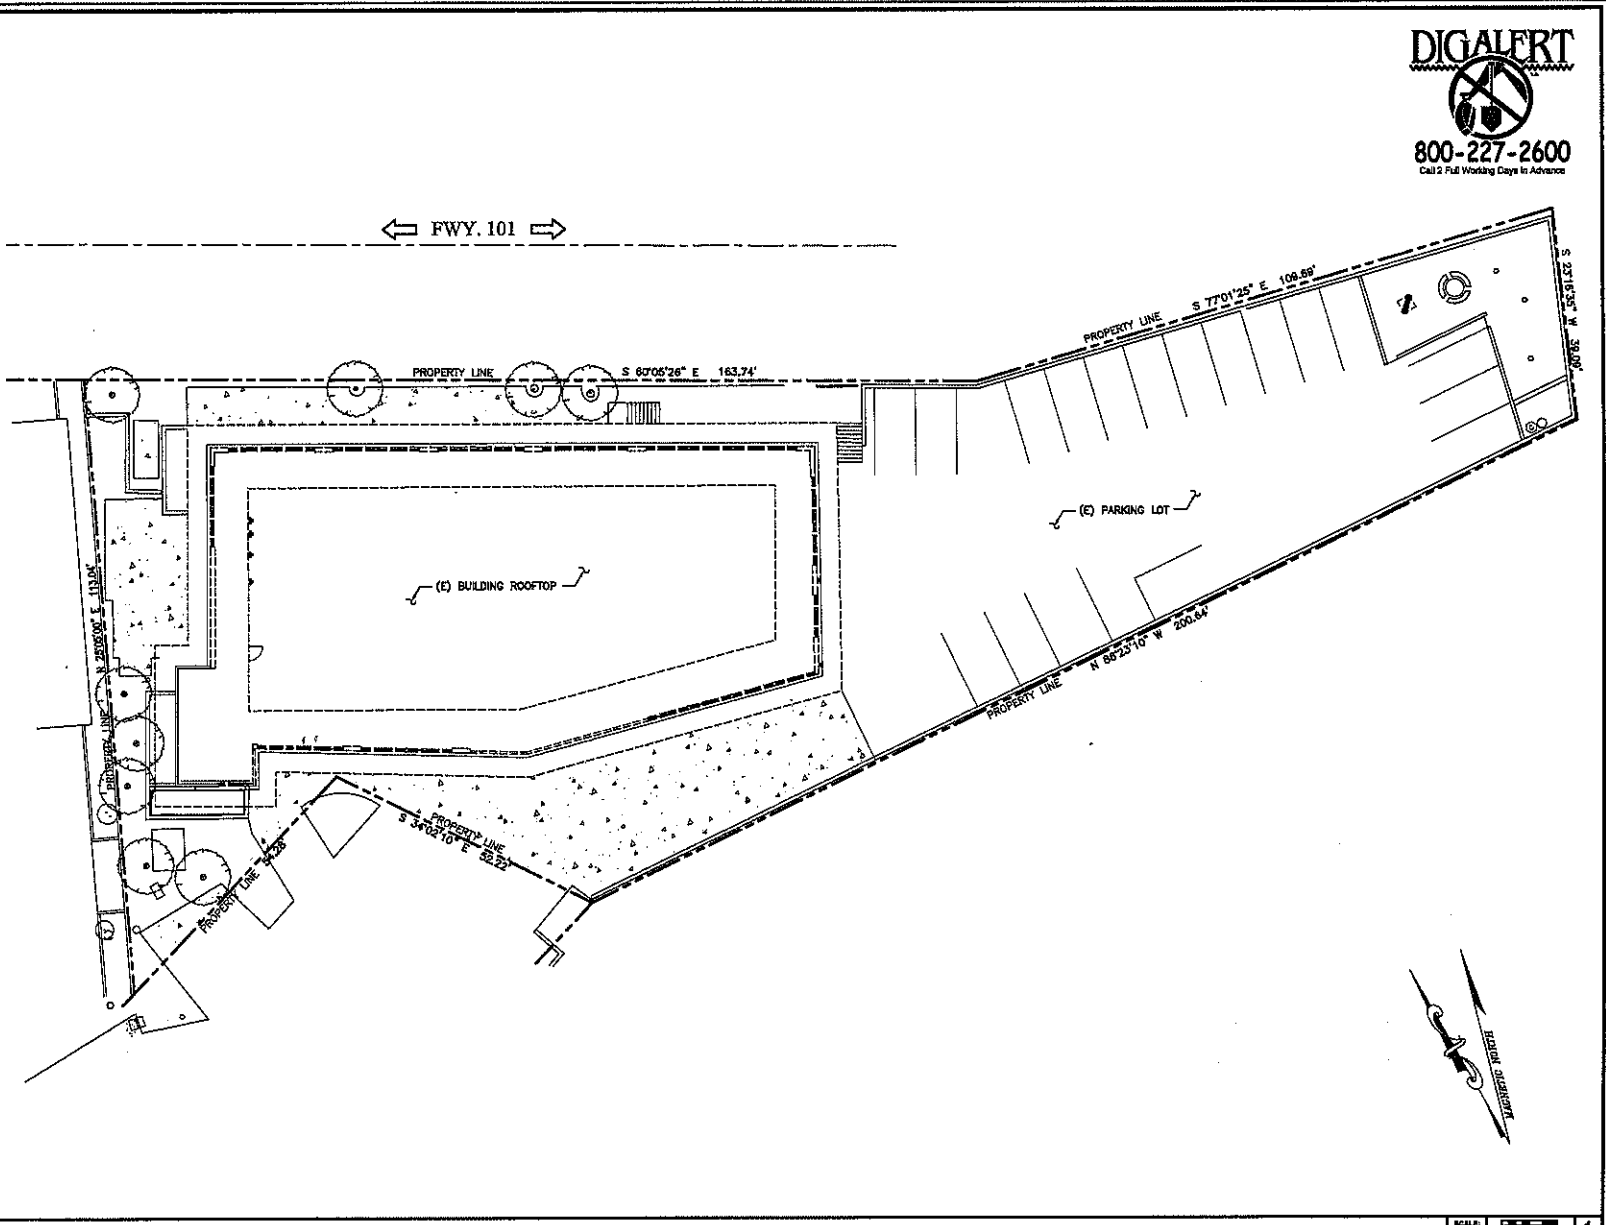 DIGALERT
800-227-2600
Call 2 Full Working Days In Advance
FWY. 101
PROPERTY LINE S 60°05'26" E 163.74'
PROPERTY LINE S 77°01'25" E 109.69'
S 23°16'35" W 39.09'
(E) PARKING LOT
(E) BUILDING ROOFTOP
N 25°05'00" E 113.04'
PROPERTY LINE
PROPERTY LINE
N 88°23'10" W 200.64'
PROPERTY LINE
S 34°02'10" E 52.22'
PROPERTY LINE
MAGNETIC NORTH
SCALE: